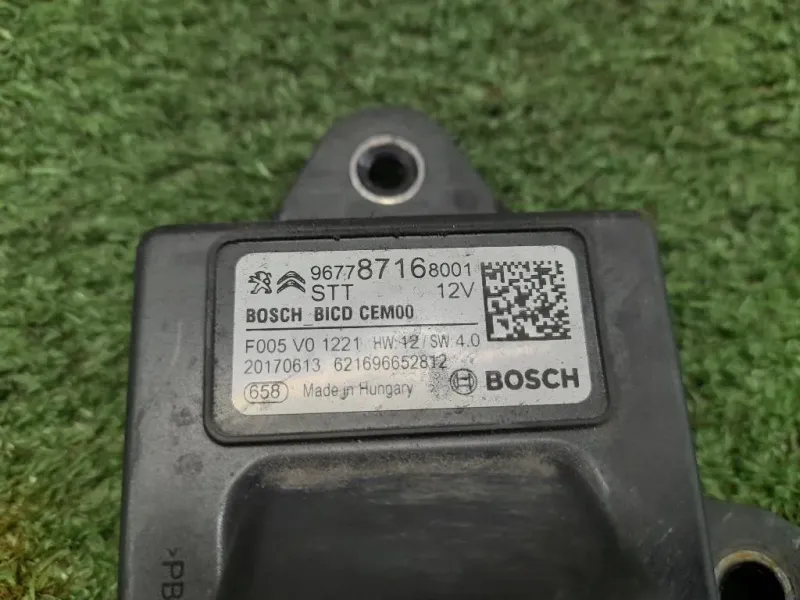 96778716 8001
STT 12V
BOSCH_BICD CEM00
F005 V0 1221 HW:12 / SW 4.0
20170613 621696652812
658 Made in Hungary BOSCH
>PB